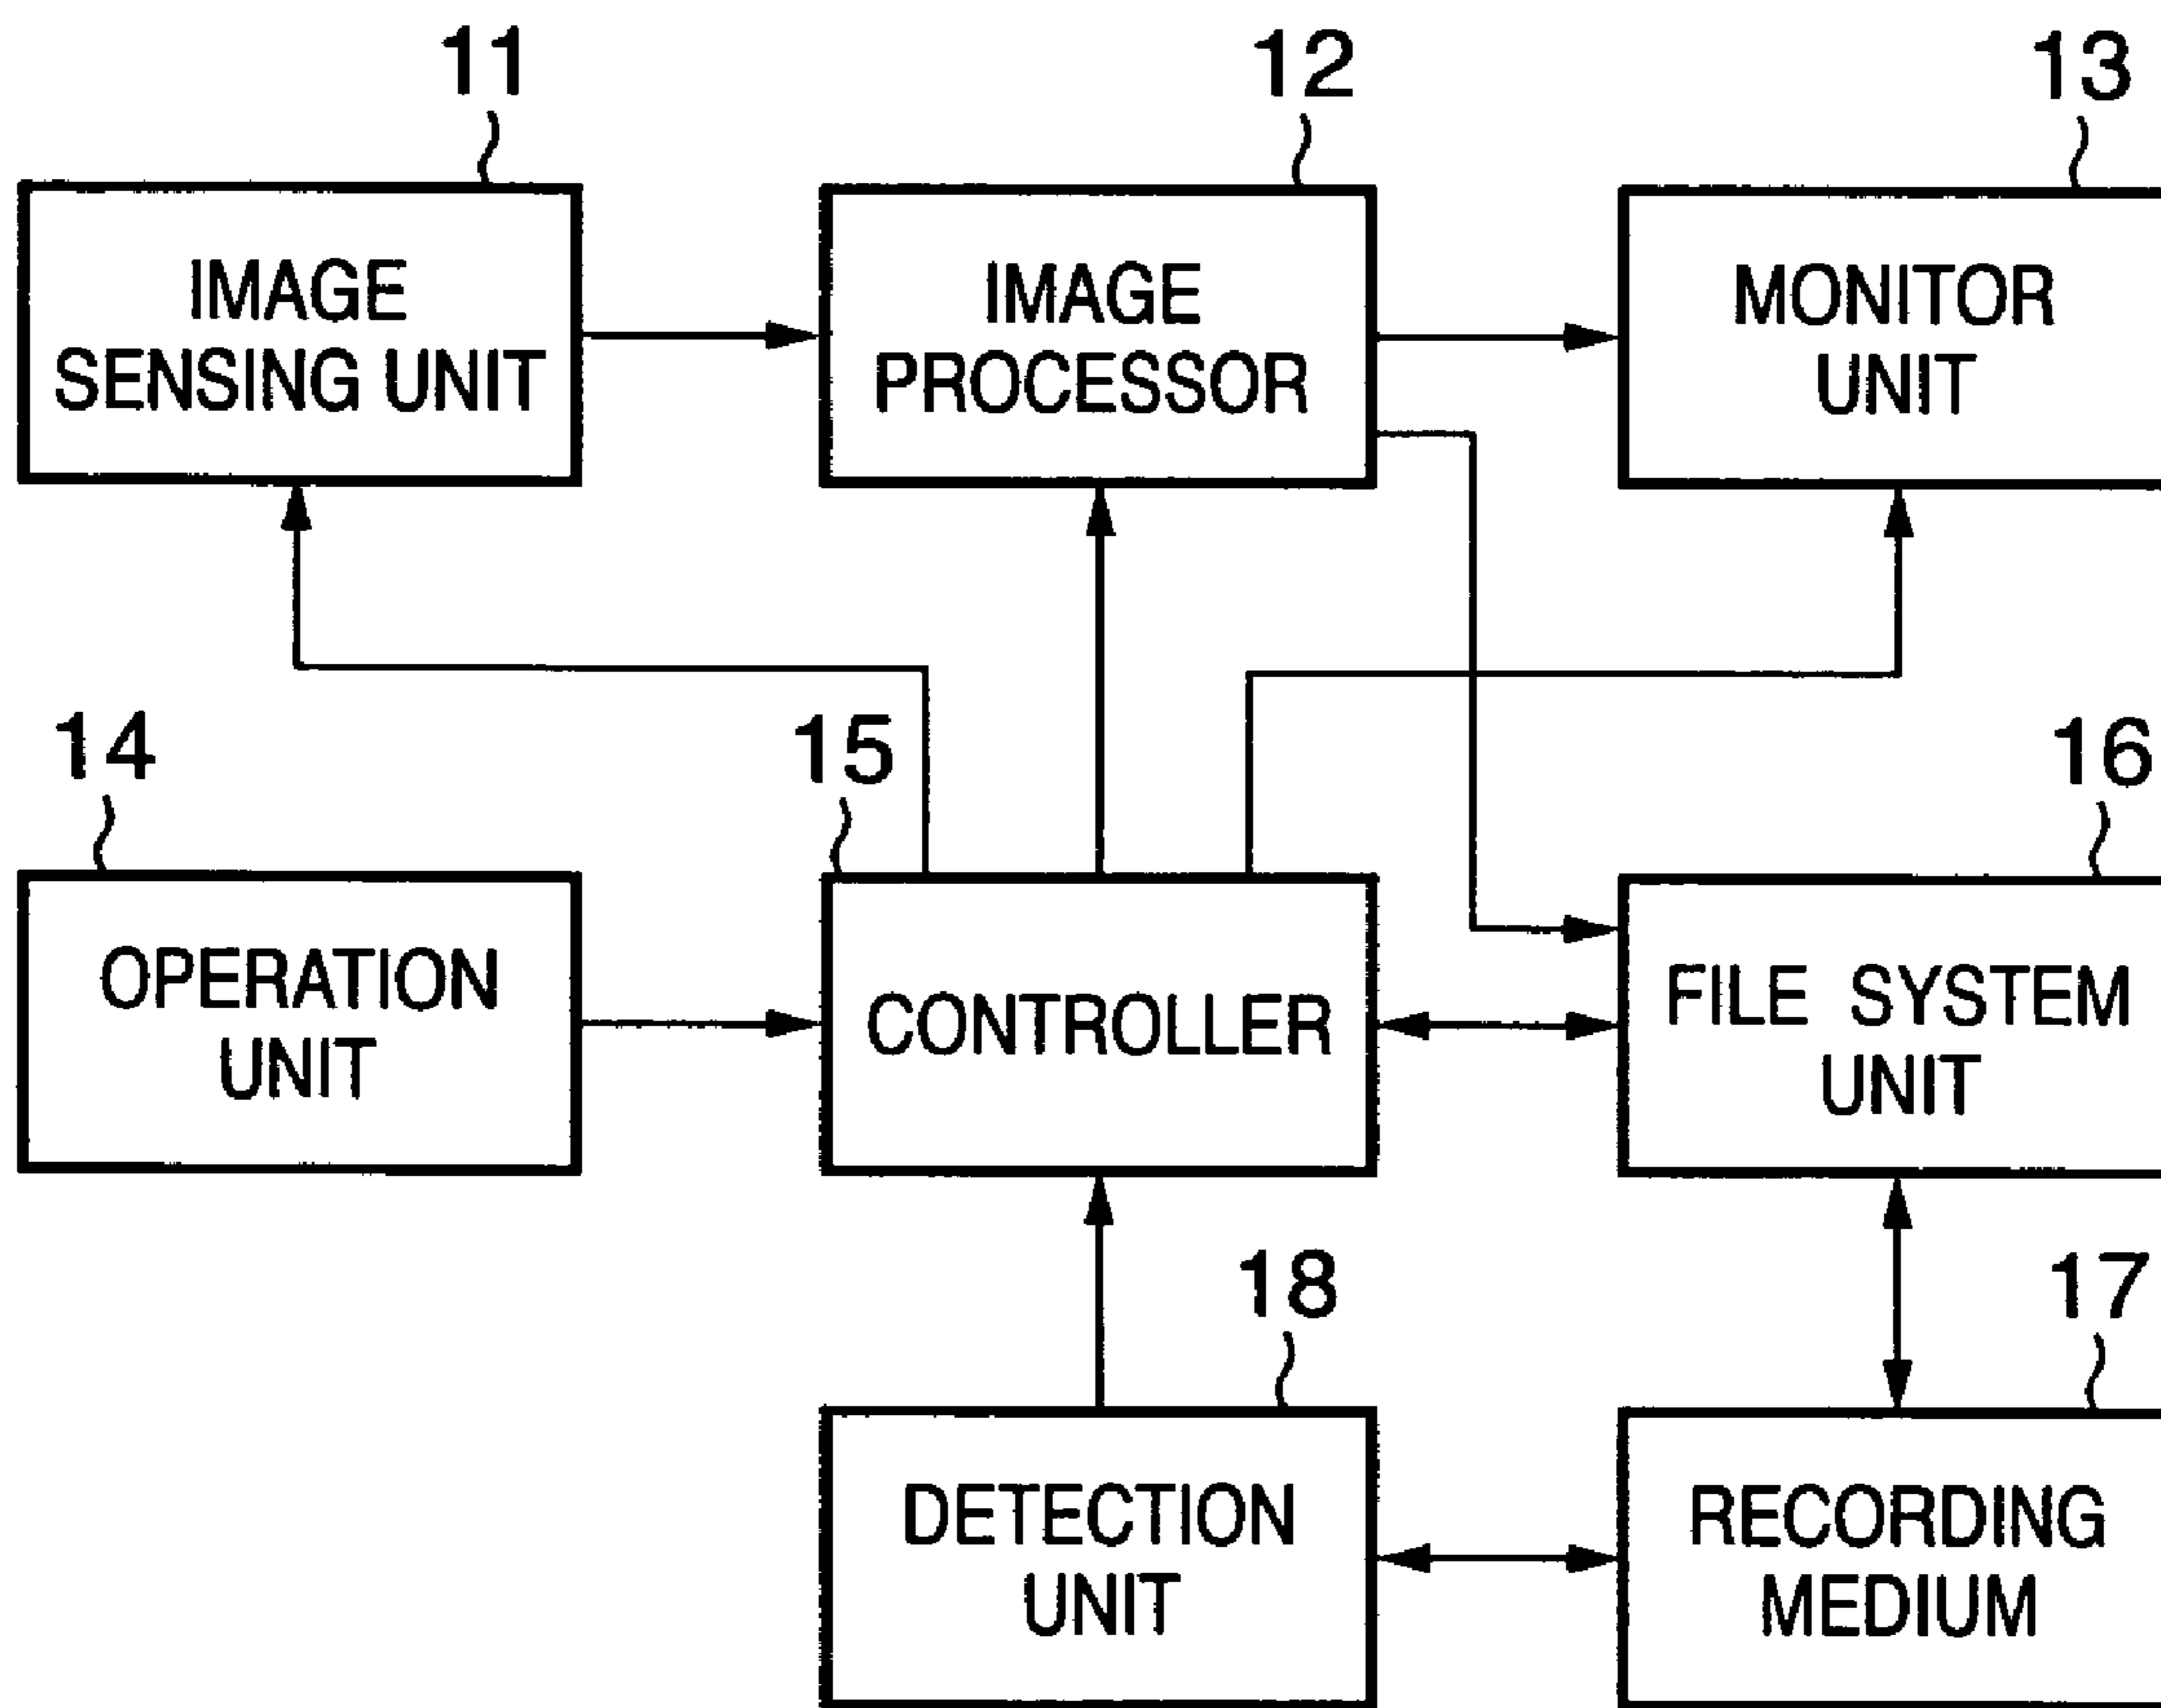 11
12
13
IMAGE
SENSING UNIT
IMAGE
PROCESSOR
MONITOR
UNIT
14
15
16
OPERATION
UNIT
CONTROLLER
FILE SYSTEM
UNIT
18
17
DETECTION
UNIT
RECORDING
MEDIUM